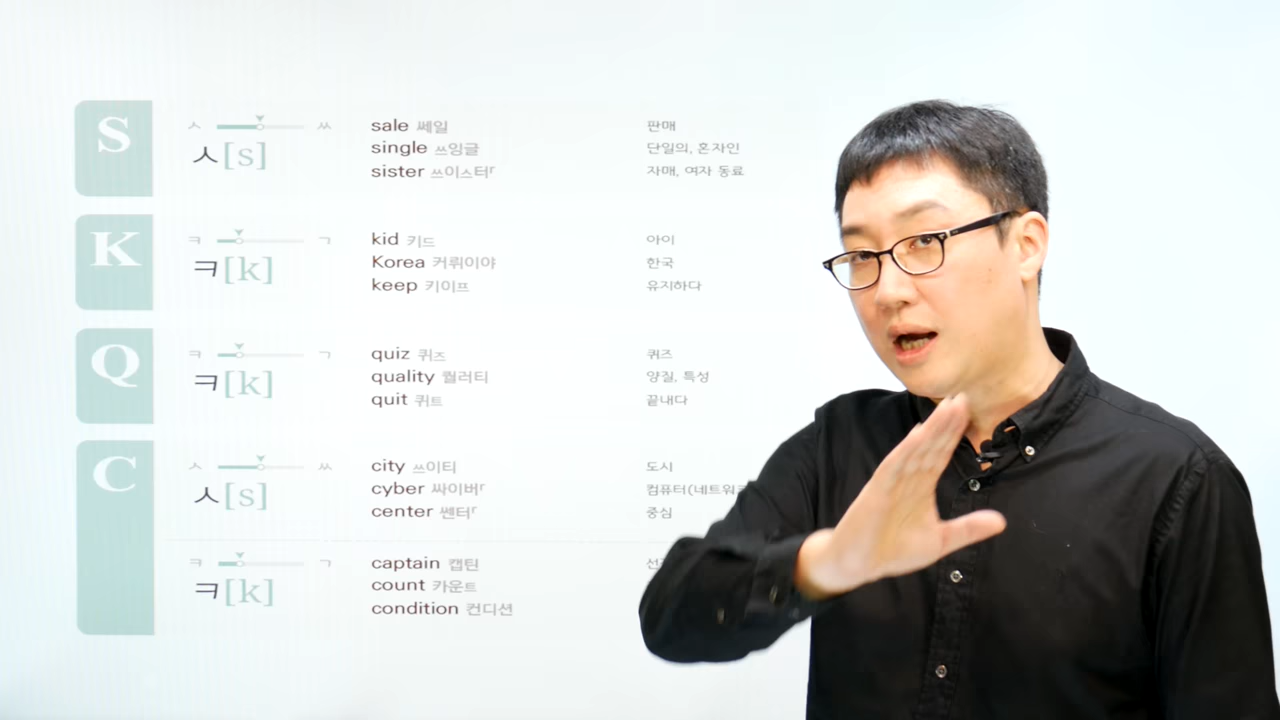 S
ㅅ ㅆ
ㅅ[s]
sale 쎄일 판매
single 쓰잉글 단일의, 혼자인
sister 쓰이스터ʳ 자매, 여자 동료
K
ㅋ ㄱ
ㅋ[k]
kid 키드 아이
Korea 커뤼이야 한국
keep 키이프 유지하다
Q
ㅋ ㄱ
ㅋ[k]
quiz 퀴즈 퀴즈
quality 퀄러티 양질, 특성
quit 퀴트 끝내다
C
ㅅ ㅆ
ㅅ[s]
city 쓰이티 도시
cyber 싸이버ʳ
center 쎈터ʳ 중심
ㅋ ㄱ
ㅋ[k]
captain 캡틴
count 카운트
condition 컨디션